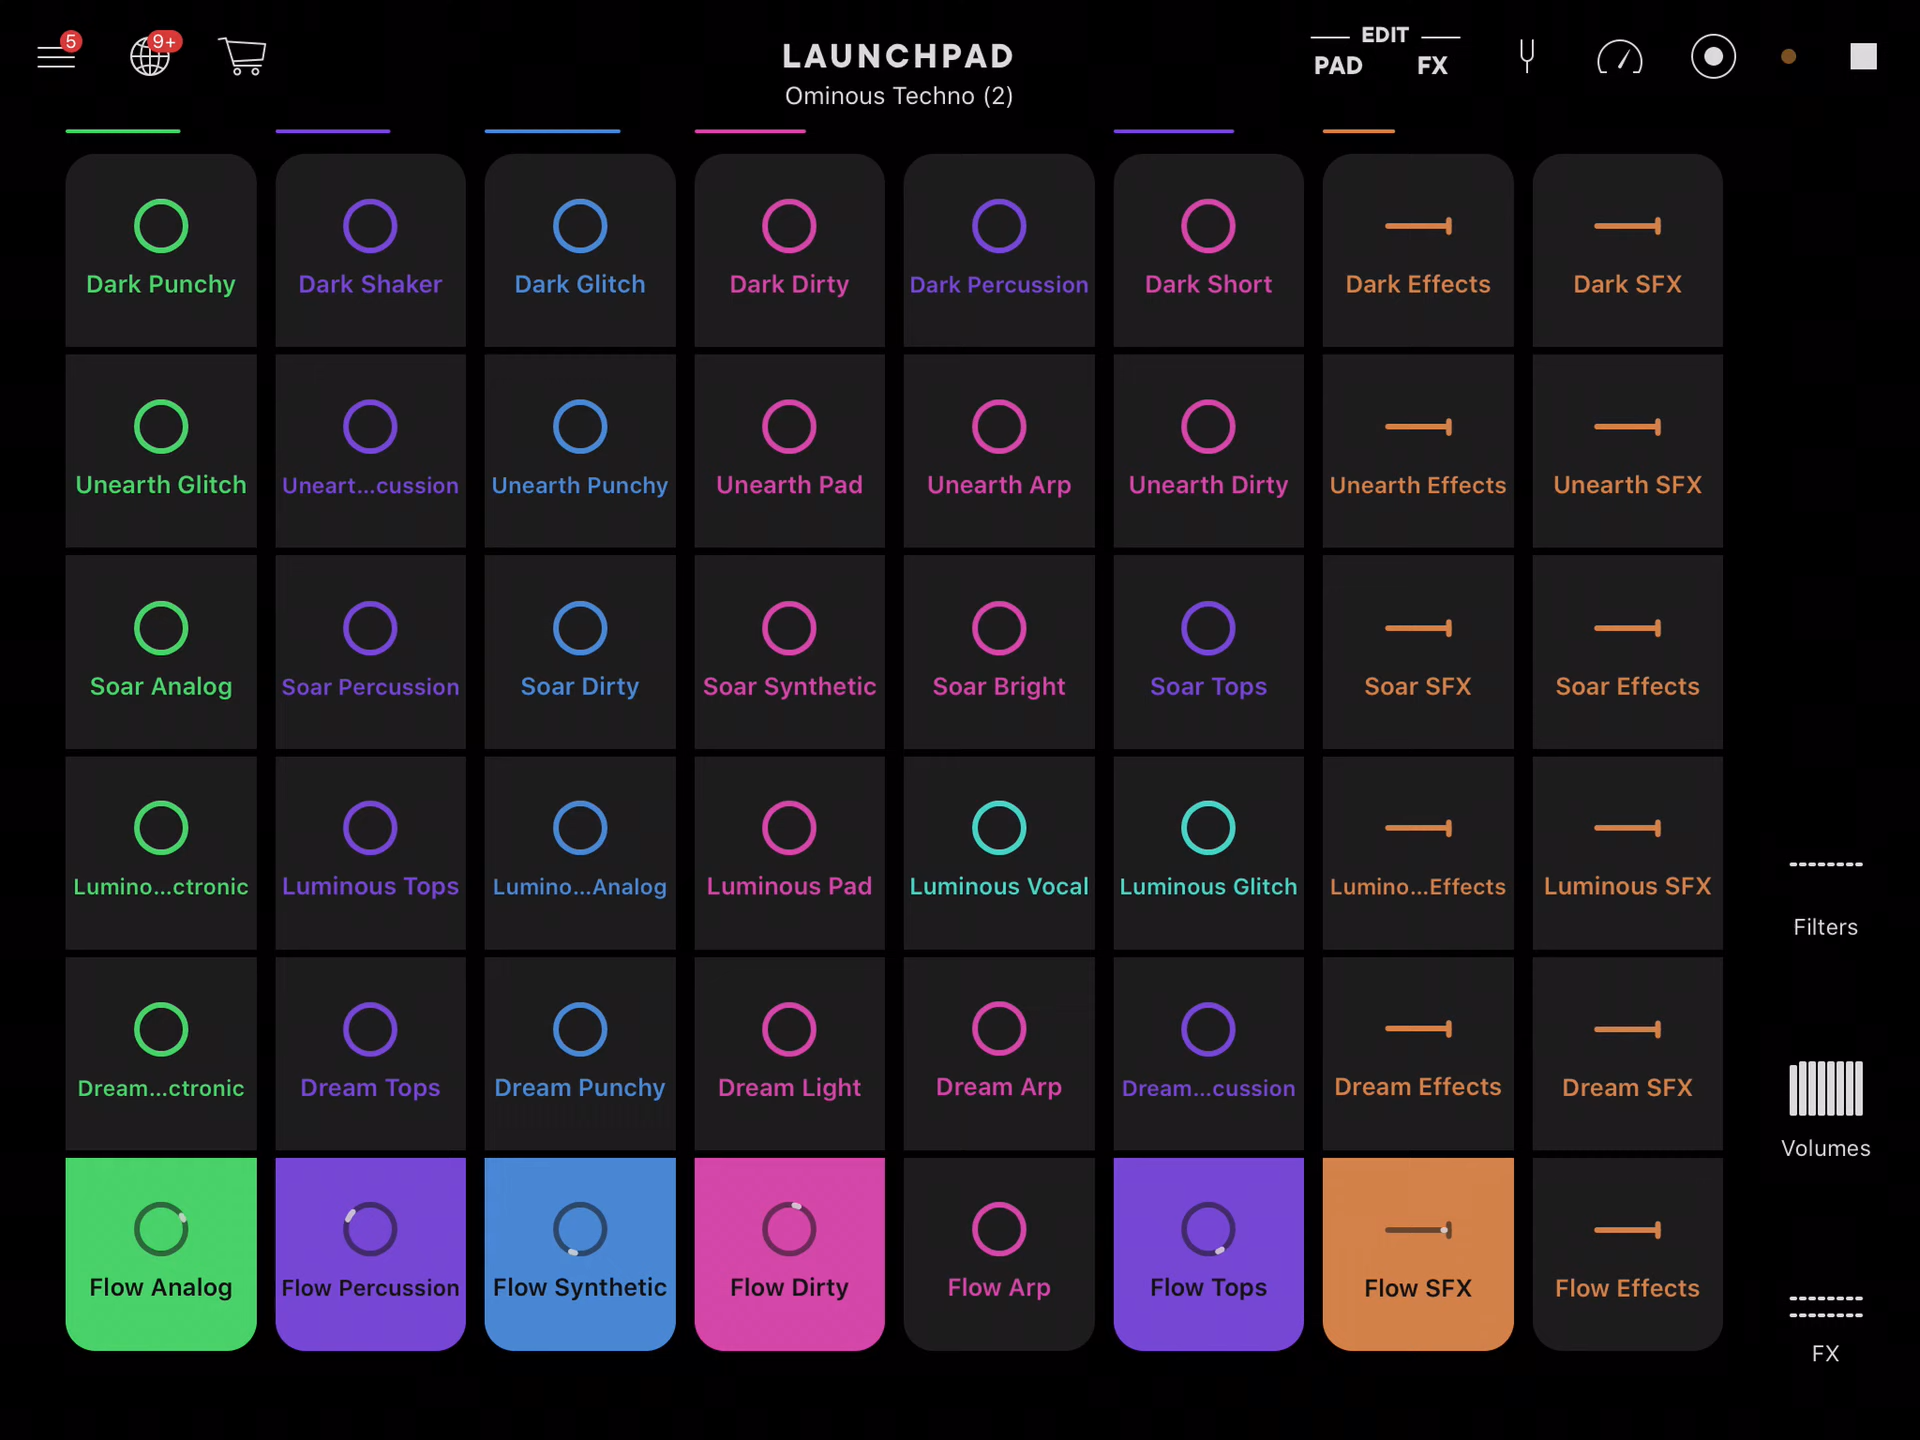 5
9+
LAUNCHPAD
Ominous Techno (2)
EDIT
PAD FX
Dark Punchy
Dark Shaker
Dark Glitch
Dark Dirty
Dark Percussion
Dark Short
Dark Effects
Dark SFX
Unearth Glitch
Uneart...cussion
Unearth Punchy
Unearth Pad
Unearth Arp
Unearth Dirty
Unearth Effects
Unearth SFX
Soar Analog
Soar Percussion
Soar Dirty
Soar Synthetic
Soar Bright
Soar Tops
Soar SFX
Soar Effects
Lumino...ctronic
Luminous Tops
Lumino...Analog
Luminous Pad
Luminous Vocal
Luminous Glitch
Lumino...Effects
Luminous SFX
Filters
Dream...ctronic
Dream Tops
Dream Punchy
Dream Light
Dream Arp
Dream...cussion
Dream Effects
Dream SFX
Volumes
Flow Analog
Flow Percussion
Flow Synthetic
Flow Dirty
Flow Arp
Flow Tops
Flow SFX
Flow Effects
FX